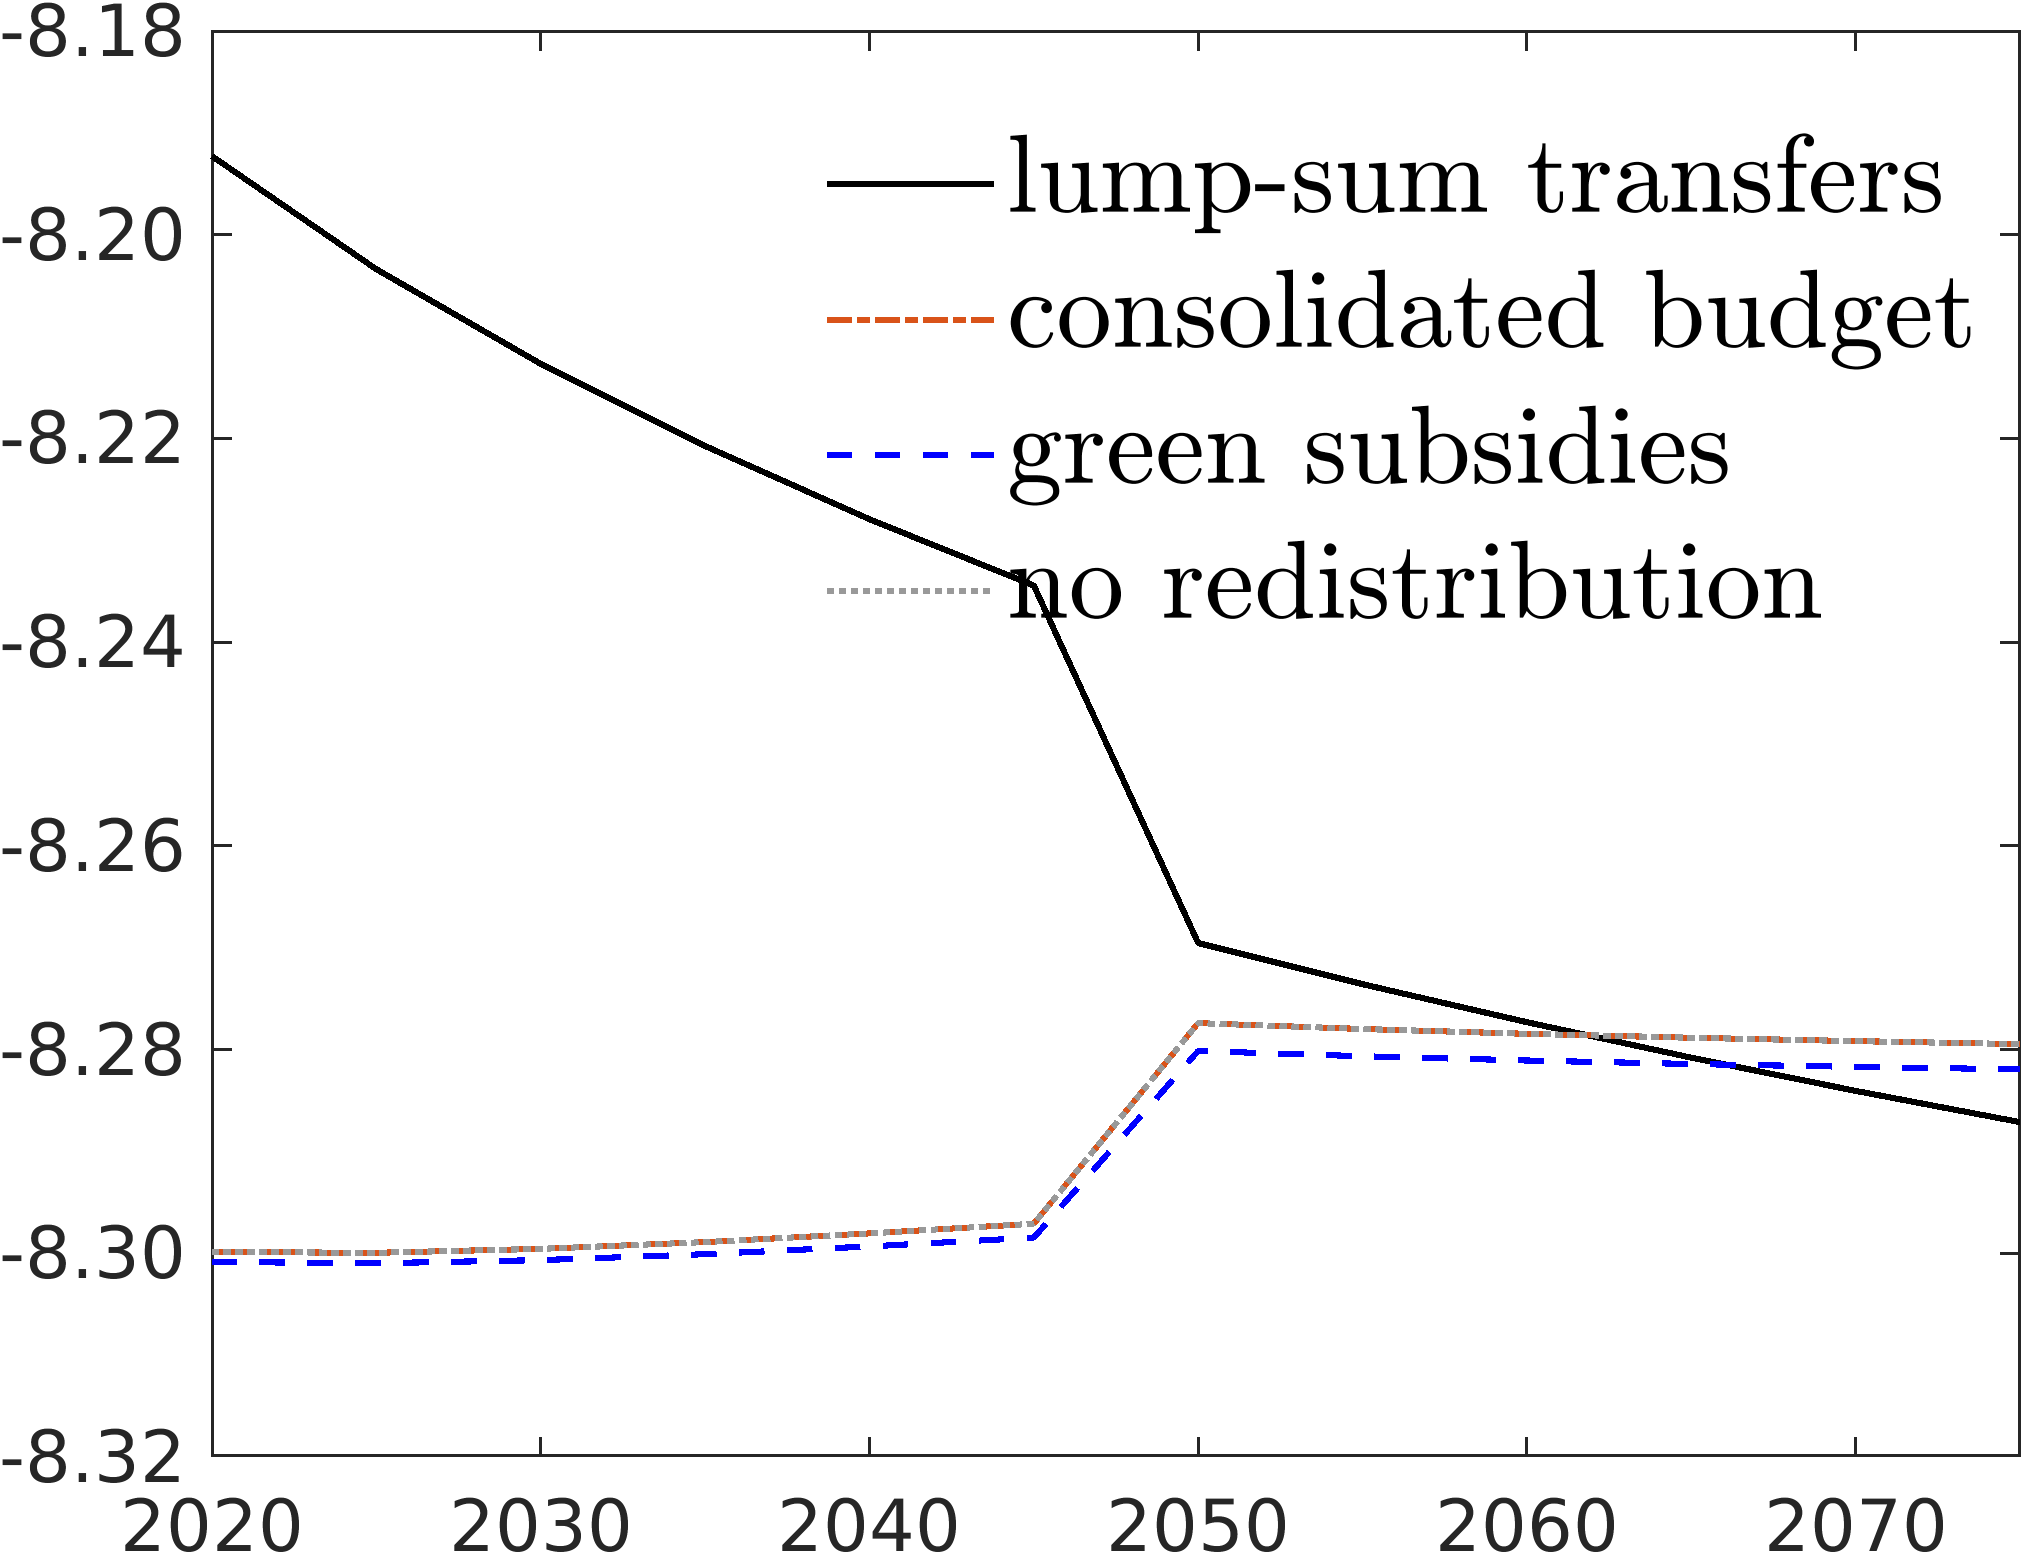 -8.18
-8.20
-8.22
-8.24
-8.26
-8.28
-8.30
-8.32
lump-sum transfers
consolidated budget
green subsidies
no redistribution
2020 2030 2040 2050 2060 2070